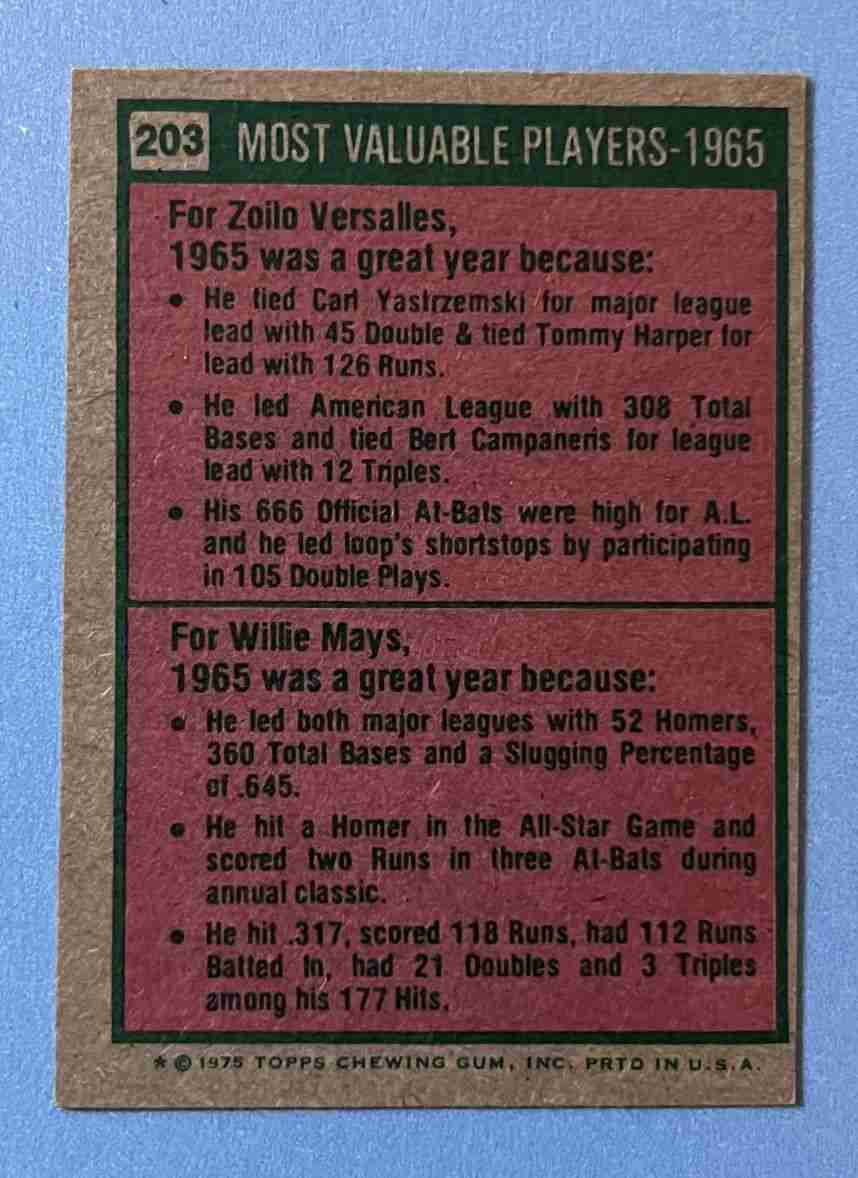 203 MOST VALUABLE PLAYERS-1965
For Zoilo Versalles,
1965 was a great year because:
• He tied Carl Yastrzemski for major league
lead with 45 Double & tied Tommy Harper for
lead with 126 Runs.
• He led American League with 308 Total
Bases and tied Bert Campaneris for league
lead with 12 Triples.
• His 666 Official At-Bats were high for A.L.
and he led loop's shortstops by participating
in 105 Double Plays.
For Willie Mays,
1965 was a great year because:
• He led both major leagues with 52 Homers,
360 Total Bases and a Slugging Percentage
of .645.
• He hit a Homer in the All-Star Game and
scored two Runs in three At-Bats during
annual classic.
• He hit .317, scored 118 Runs, had 112 Runs
Batted In, had 21 Doubles and 3 Triples
among his 177 Hits.
* © 1975 TOPPS CHEWING GUM, INC. PRTD IN U.S.A.